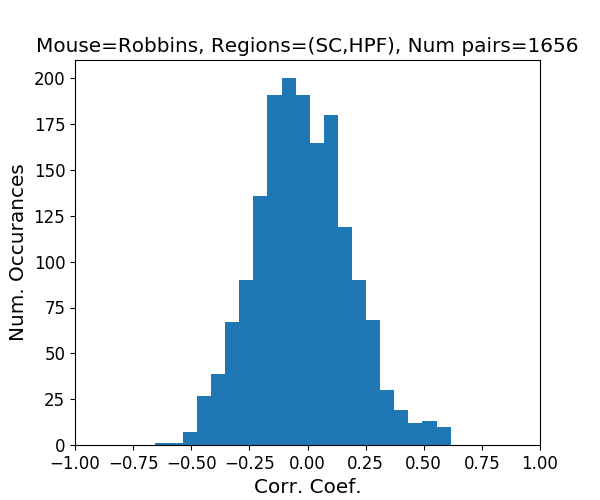 Mouse=Robbins, Regions=(SC,HPF), Num pairs=1656
200
175
150
125
100
75
50
25
0
−1.00 −0.75 −0.50 −0.25 0.00 0.25 0.50 0.75 1.00
Num. Occurances
Corr. Coef.